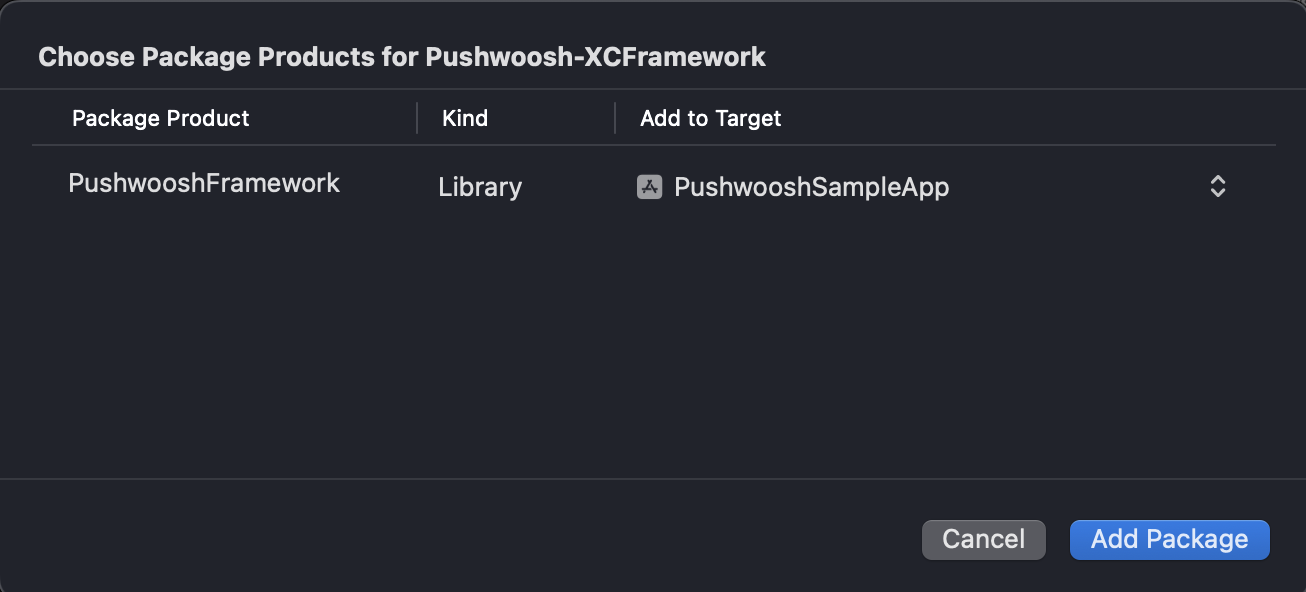 Choose Package Products for Pushwoosh-XCFramework
Package Product Kind Add to Target
PushwooshFramework Library PushwooshSampleApp
Cancel Add Package